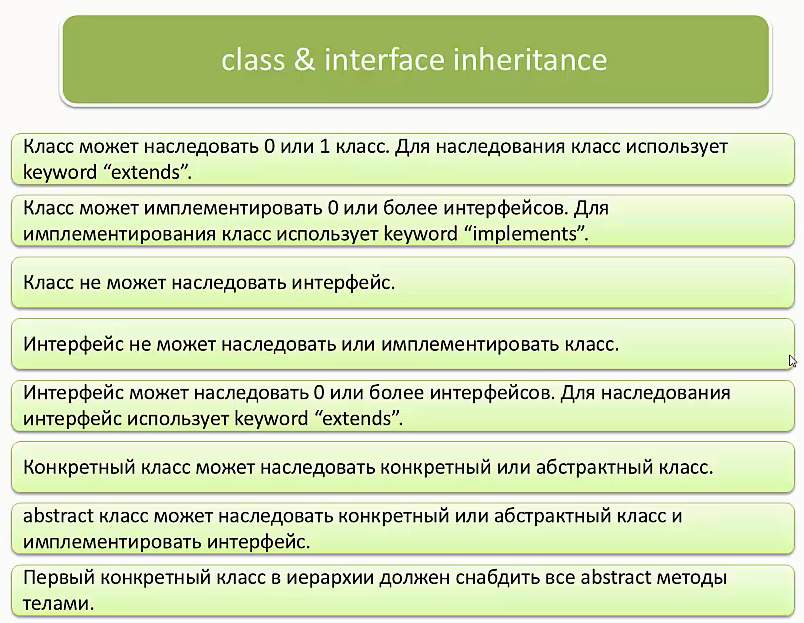 class & interface inheritance
Класс может наследовать 0 или 1 класс. Для наследования класс использует
keyword “extends”.
Класс может имплементировать 0 или более интерфейсов. Для
имплементирования класс использует keyword “implements”.
Класс не может наследовать интерфейс.
Интерфейс не может наследовать или имплементировать класс.
Интерфейс может наследовать 0 или более интерфейсов. Для наследования
интерфейс использует keyword “extends”.
Конкретный класс может наследовать конкретный или абстрактный класс.
abstract класс может наследовать конкретный или абстрактный класс и
имплементировать интерфейс.
Первый конкретный класс в иерархии должен снабдить все abstract методы
телами.